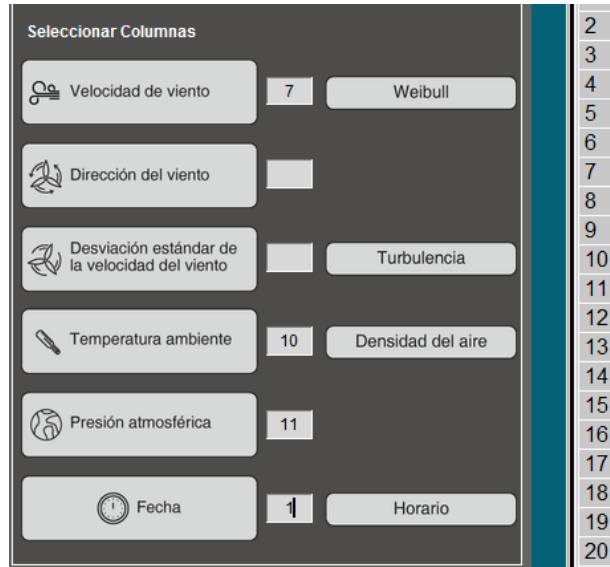 Seleccionar Columnas
Velocidad de viento 7 Weibull
Dirección del viento
Desviación estándar de
la velocidad del viento
Turbulencia
Temperatura ambiente 10 Densidad del aire
Presión atmosférica 11
Fecha 1 Horario
2
3
4
5
6
7
8
9
10
11
12
13
14
15
16
17
18
19
20